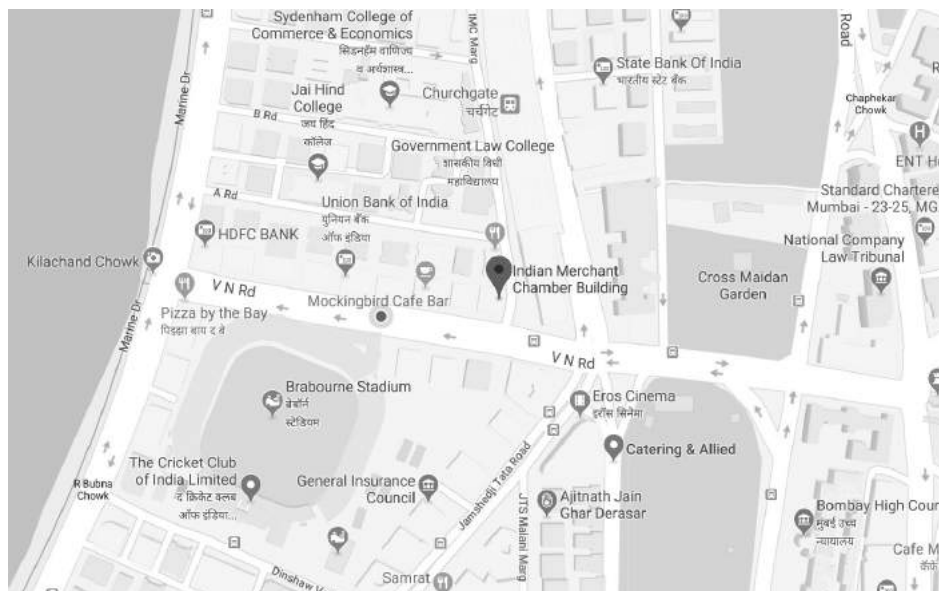 Sydenham College of
Commerce & Economics
सिडनहॅम वाणिज्य
व अर्थशास्त्र...
IMC Marg
State Bank Of India
भारतीय स्टेट बँक
Road
Marine Dr
Jai Hind
College
जय हिंद
कॉलेज
B Rd
Churchgate
चर्चगेट
Chaphekar
Chowk
ENT Ho
Government Law College
शासकीय विधी
महाविद्यालय
A Rd
Union Bank of India
युनियन बँक
ऑफ इंडिया
HDFC BANK
Standard Chartere
Mumbai - 23-25, MG
National Company
Law Tribunal
Kilachand Chowk
Indian Merchant
Chamber Building
Cross Maidan
Garden
V N Rd
Mockingbird Cafe Bar
Pizza by the Bay
पिझ्झा बाय द बे
Marine Dr
V N Rd
Brabourne Stadium
ब्रेबॉर्न
स्टेडियम
Eros Cinema
इरॉस सिनेमा
Catering & Allied
The Cricket Club
of India Limited
द क्रिकेट क्लब
ऑफ इंडिया...
R Bubna
Chowk
General Insurance
Council
Jamshedji Tata Road
JTS Malani Marg
Ajitnath Jain
Ghar Derasar
Bombay High Cour
मुंबई उच्च
न्यायालय
Cafe M
Dinshaw V
Samrat